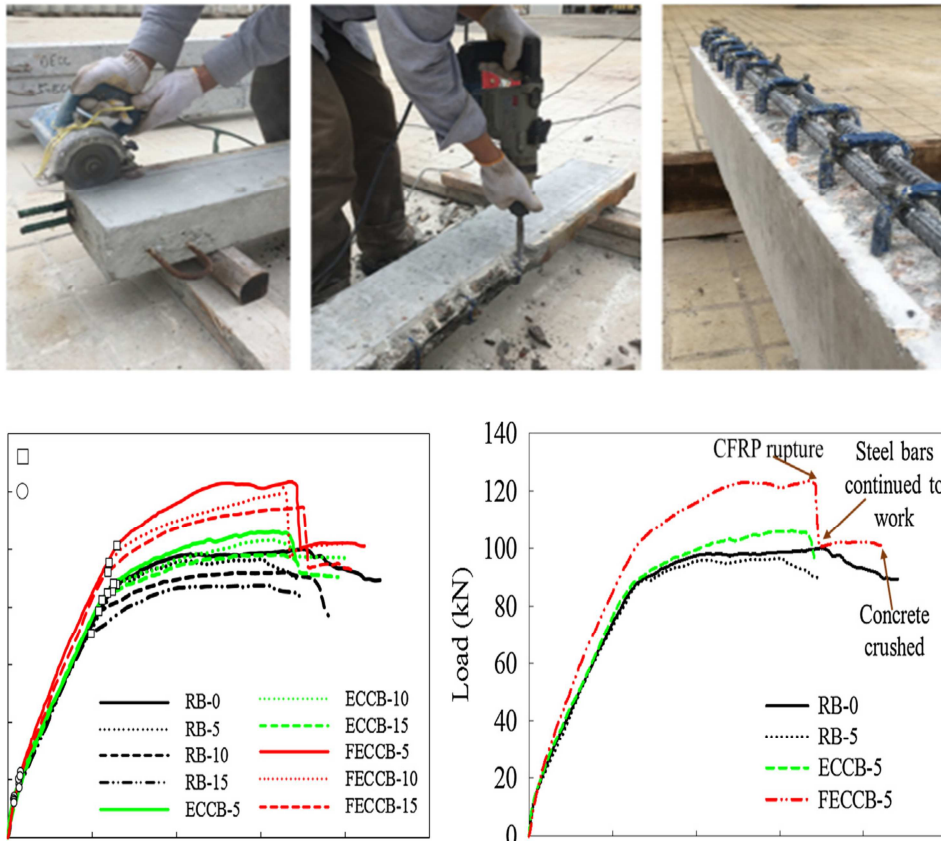 140
120
100
80
60
40
20
0
Load (kN)
CFRP rupture
Steel bars
continued to
work
Concrete
crushed
RB-0
RB-5
RB-10
RB-15
ECCB-5
ECCB-10
ECCB-15
FECCB-5
FECCB-10
FECCB-15
RB-0
RB-5
ECCB-5
FECCB-5